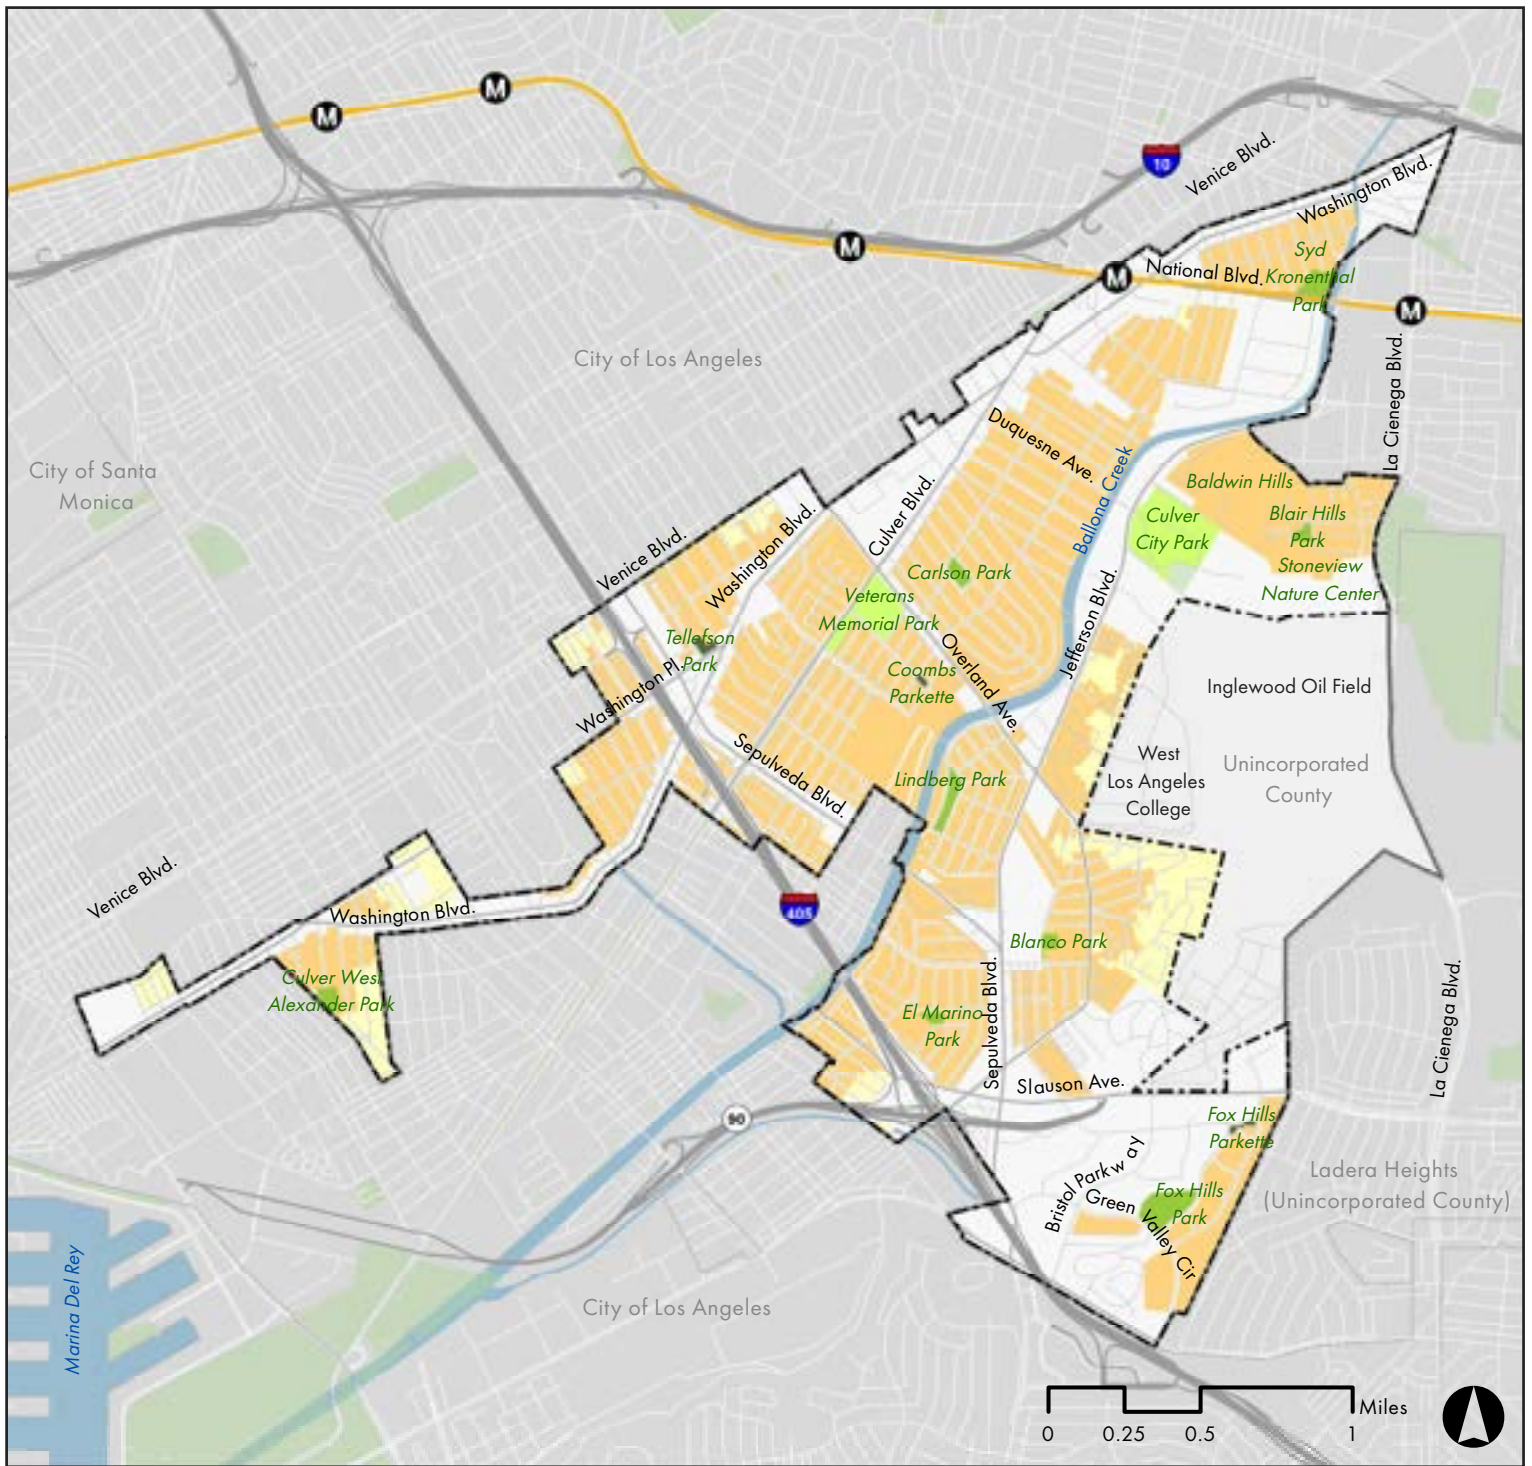 M
M
10
Venice Blvd.
Washington Blvd.
M
Syd
Kronenthal
Park
National Blvd.
M
M
City of Los Angeles
La Cienega Blvd.
Duquesne Ave.
City of Santa
Monica
Ballona Creek
Baldwin Hills
Culver
City Park
Blair Hills
Park
Culver Blvd.
Washington Blvd.
Venice Blvd.
Stoneview
Nature Center
Carlson Park
Veterans
Memorial Park
Jefferson Blvd.
Tellefson
Park
Overland Ave.
Coombs
Parkette
Washington Pl.
Inglewood Oil Field
West
Los Angeles
College
Unincorporated
County
Sepulveda Blvd.
Lindberg Park
Venice Blvd.
Washington Blvd.
405
Blanco Park
Culver West
Alexander Park
El Marino
Park
Sepulveda Blvd.
La Cienega Blvd.
Slauson Ave.
90
Fox Hills
Parkette
Bristol Parkway
Ladera Heights
(Unincorporated County)
Green Valley Cir
Fox Hills
Park
Marina Del Rey
City of Los Angeles
Miles
0 0.25 0.5 1